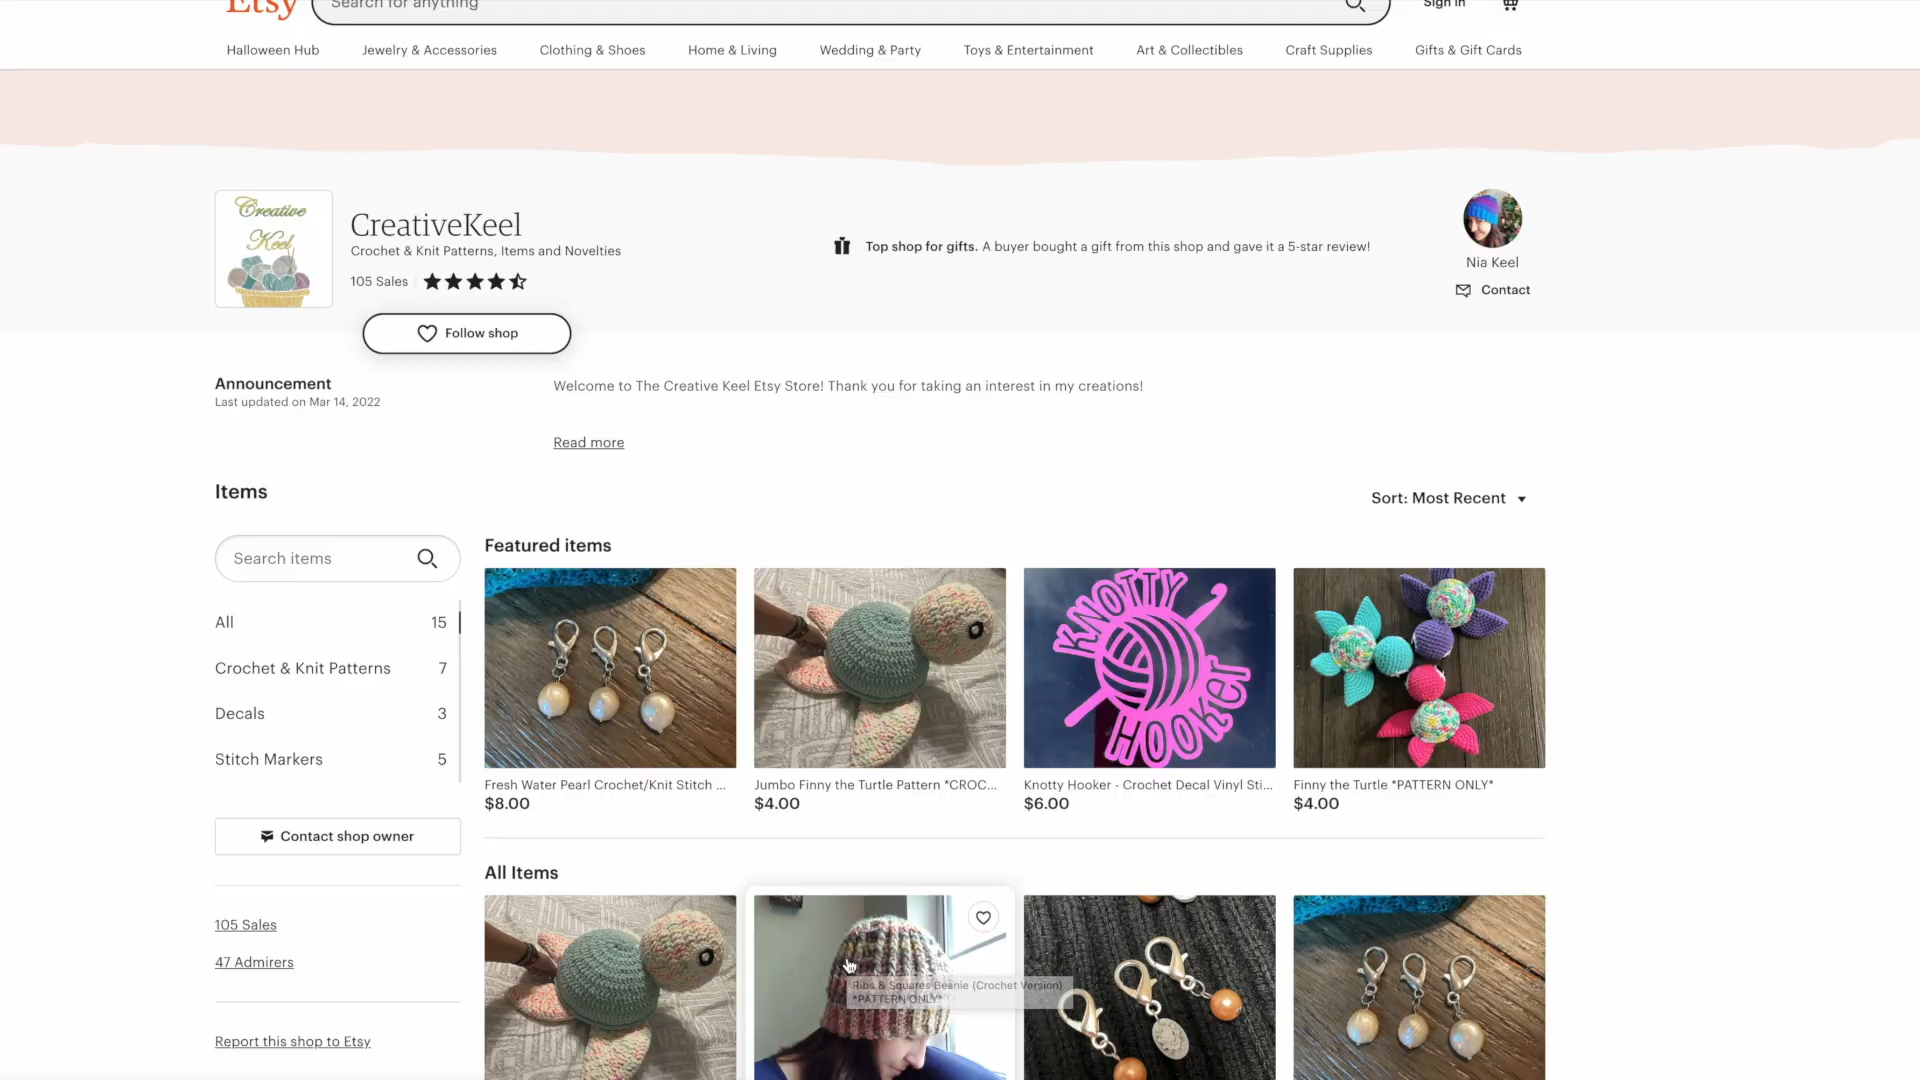 Etsy
Search for anything
Sign in
Halloween Hub
Jewelry & Accessories
Clothing & Shoes
Home & Living
Wedding & Party
Toys & Entertainment
Art & Collectibles
Craft Supplies
Gifts & Gift Cards
Creative
Keel
CreativeKeel
Crochet & Knit Patterns, Items and Novelties
105 Sales
Top shop for gifts. A buyer bought a gift from this shop and gave it a 5-star review!
Nia Keel
Contact
Follow shop
Announcement
Last updated on Mar 14, 2022
Welcome to The Creative Keel Etsy Store! Thank you for taking an interest in my creations!
Read more
Items
Sort: Most Recent
Search items
All 15
Crochet & Knit Patterns 7
Decals 3
Stitch Markers 5
Contact shop owner
105 Sales
47 Admirers
Report this shop to Etsy
Featured items
KNOTTY
HOOKER
Fresh Water Pearl Crochet/Knit Stitch ...
$8.00
Jumbo Finny the Turtle Pattern *CROC...
$4.00
Knotty Hooker - Crochet Decal Vinyl Sti...
$6.00
Finny the Turtle *PATTERN ONLY*
$4.00
All Items
Ribs & Squares Beanie (Crochet Version)
*PATTERN ONLY*